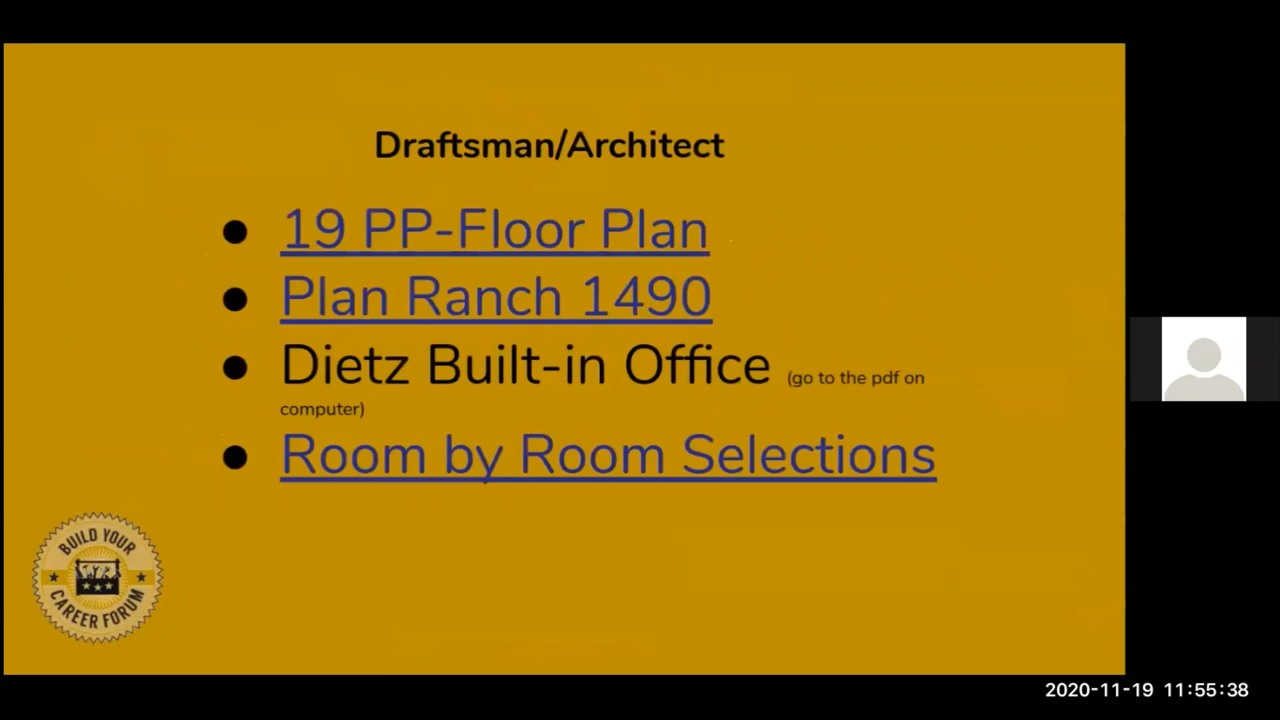 Draftsman/Architect
● 19 PP-Floor Plan
● Plan Ranch 1490
● Dietz Built-in Office (go to the pdf on
computer)
● Room by Room Selections
BUILD YOUR
CAREER FORUM
2020-11-19 11:55:38